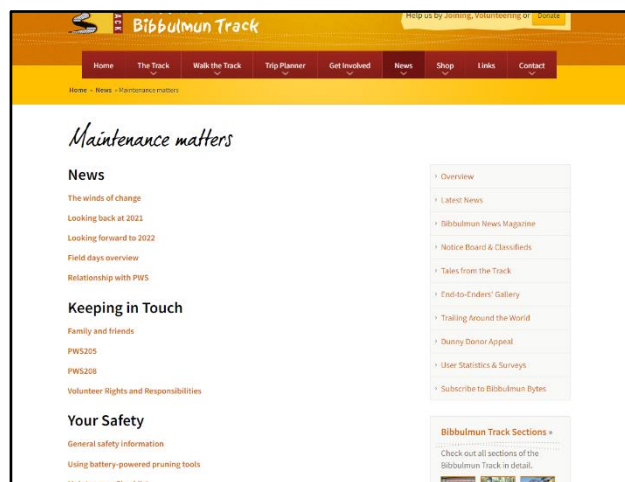 ACK
Bibbulmun Track
Help us by Joining, Volunteering or Donate
Home The Track Walk the Track Trip Planner Get Involved News Shop Links Contact
Home » News » Maintenance matters
Maintenance matters
News
The winds of change
Looking back at 2021
Looking forward to 2022
Field days overview
Relationship with PWS
Keeping in Touch
Family and friends
PWS205
PWS208
Volunteer Rights and Responsibilities
Your Safety
General safety information
Using battery-powered pruning tools
Overview
Latest News
Bibbulmun News Magazine
Notice Board & Classifieds
Tales from the Track
End-to-Enders' Gallery
Trailing Around the World
Dunny Donor Appeal
User Statistics & Surveys
Subscribe to Bibbulmun Bytes
Bibbulmun Track Sections »
Check out all sections of the
Bibbulmun Track in detail.